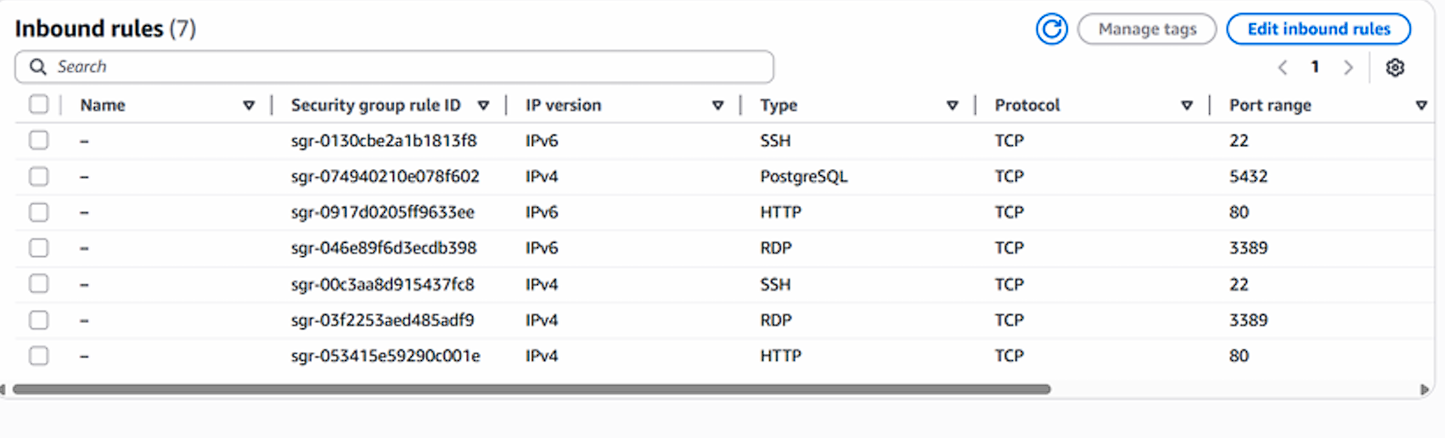 Inbound rules (7) Manage tags Edit inbound rules
Search 1
Name Security group rule ID IP version Type Protocol Port range
– sgr-0130cbe2a1b1813f8 IPv6 SSH TCP 22
– sgr-074940210e078f602 IPv4 PostgreSQL TCP 5432
– sgr-0917d0205ff9633ee IPv6 HTTP TCP 80
– sgr-046e89f6d3ecdb398 IPv6 RDP TCP 3389
– sgr-00c3aa8d915437fc8 IPv4 SSH TCP 22
– sgr-03f2253aed485adf9 IPv4 RDP TCP 3389
– sgr-053415e59290c001e IPv4 HTTP TCP 80